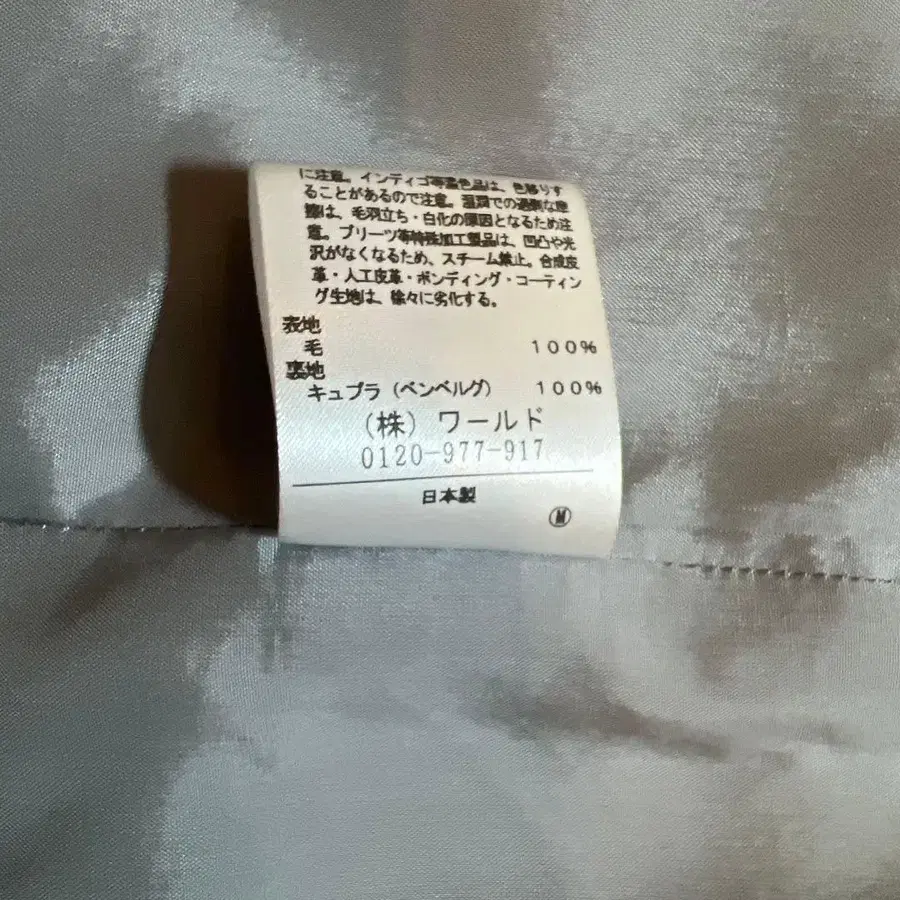 に注意。インディゴ等濃色品は、色移りす
ることがあるので注意。湿潤での過剰な摩
擦は、毛羽立ち・白化の原因となるため注
意。プリーツ等特殊加工製品は、凹凸や光
沢がなくなるため、スチーム禁止。合成皮
革・人工皮革・ボンディング・コーティン
グ生地は、徐々に劣化する。
表地
毛 100%
裏地
キュプラ (ベンベルグ) 100%
(株) ワールド
0120-977-917
日本製
Ⓜ